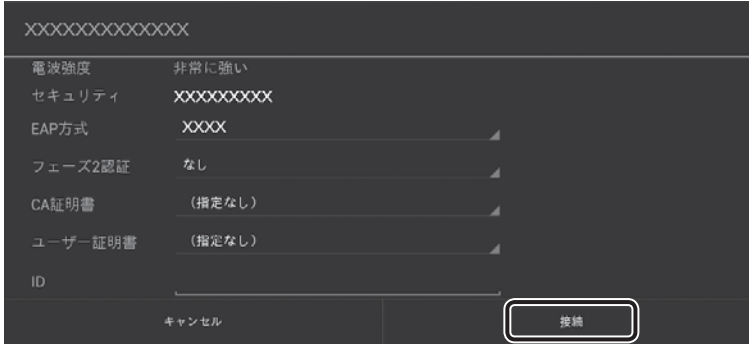 XXXXXXXXXXXXX
電波強度 非常に強い
セキュリティ XXXXXXXXX
EAP方式 XXXX
フェーズ2認証 なし
CA証明書 （指定なし）
ユーザー証明書 （指定なし）
ID
キャンセル 接続